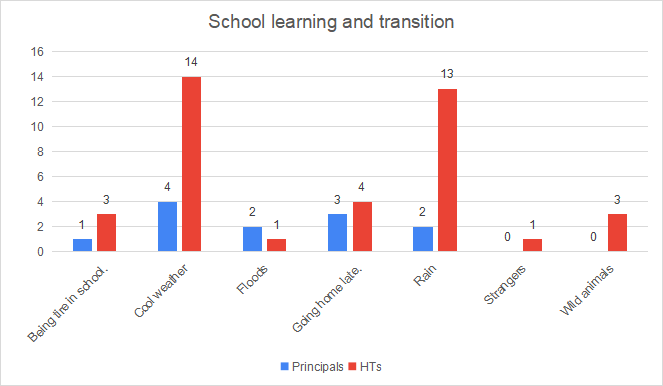 School learning and transition
16
14
12
10
8
6
4
2
0
1 3
4 14
2 1
3 4
2 13
0 1
0 3
Being tire in school.
Cool weather
Floods
Going home late.
Rain
Strangers
Wild animals
Principals HTs